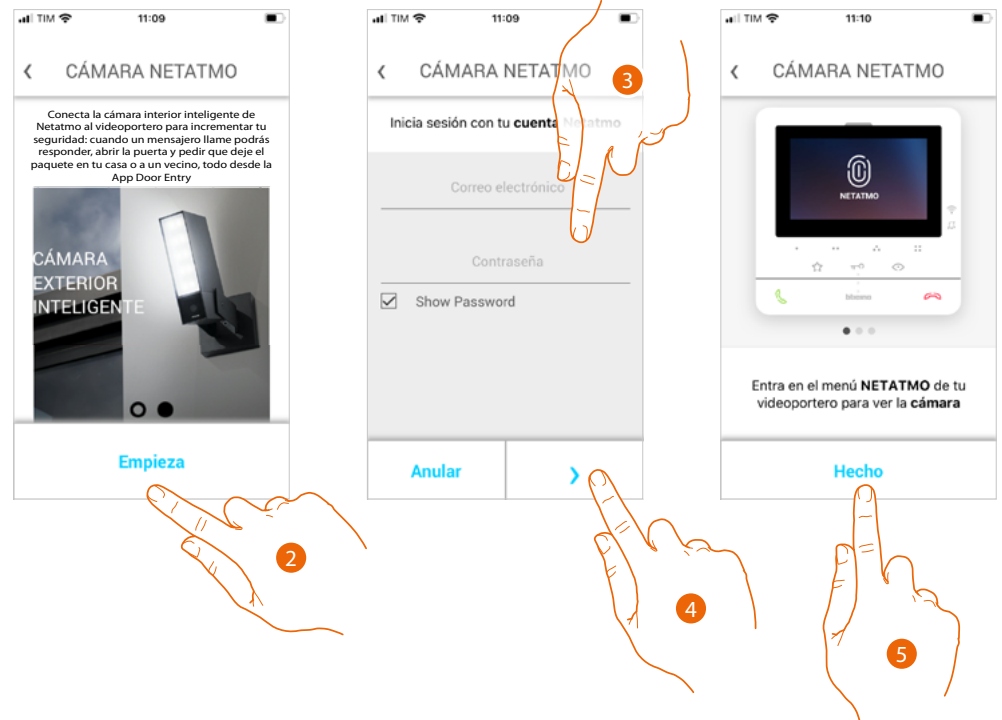 TIM 11:09
CÁMARA NETATMO
Conecta la cámara interior inteligente de
Netatmo al videoportero para incrementar tu
seguridad: cuando un mensajero llame podrás
responder, abrir la puerta y pedir que deje el
paquete en tu casa o a un vecino, todo desde la
App Door Entry
CÁMARA
EXTERIOR
INTELIGENTE
Empieza
2
TIM 11:09
CÁMARA NETATMO
3
Inicia sesión con tu cuenta Netatmo
Correo electrónico
Contraseña
Show Password
Anular
4
TIM 11:10
CÁMARA NETATMO
NETATMO
Entra en el menú NETATMO de tu
videoportero para ver la cámara
Hecho
5